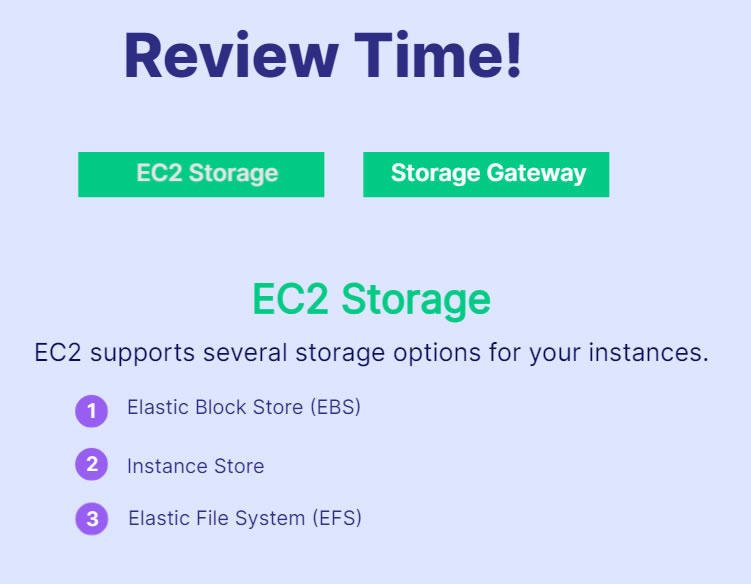 Review Time!
EC2 Storage
Storage Gateway
EC2 Storage
EC2 supports several storage options for your instances.
1 Elastic Block Store (EBS)
2 Instance Store
3 Elastic File System (EFS)